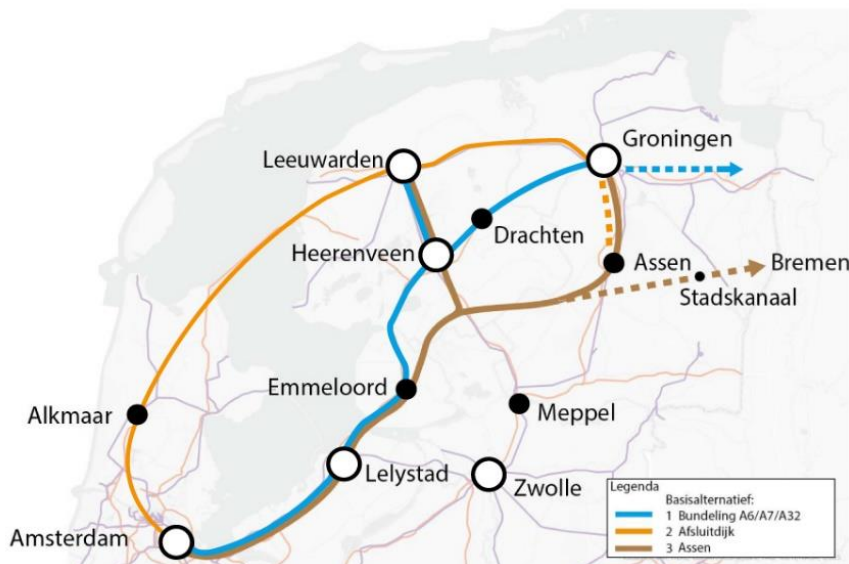 Groningen
Leeuwarden
Drachten
Heerenveen
Assen
Bremen
Stadskanaal
Emmeloord
Alkmaar
Meppel
Lelystad
Zwolle
Amsterdam
Legenda
Basisalternatief:
1 Bundeling A6/A7/A32
2 Afsluitdijk
3 Assen